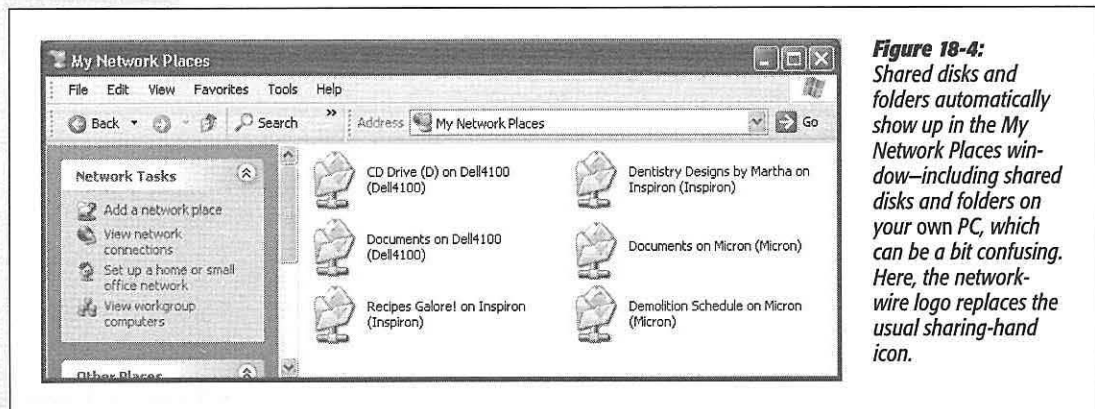 My Network Places
File Edit View Favorites Tools Help
Back Search » Address My Network Places Go
Network Tasks
Add a network place
View network
connections
Set up a home or small
office network
View workgroup
computers
Other Places
CD Drive (D) on Dell4100
(Dell4100)
Dentistry Designs by Martha on
Inspiron (Inspiron)
Documents on Dell4100
(Dell4100)
Documents on Micron (Micron)
Recipes Galore! on Inspiron
(Inspiron)
Demolition Schedule on Micron
(Micron)
Figure 18-4:
Shared disks and
folders automatically
show up in the My
Network Places win-
dow—including shared
disks and folders on
your own PC, which
can be a bit confusing.
Here, the network-
wire logo replaces the
usual sharing-hand
icon.